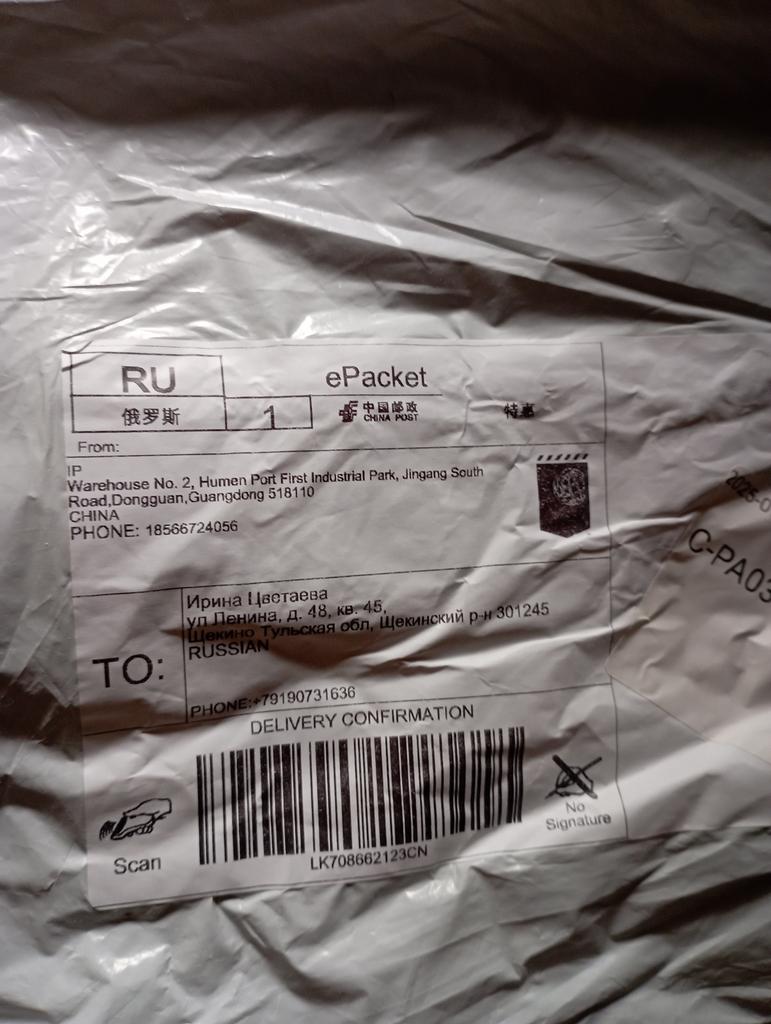 RU
ePacket
俄罗斯
1
中国邮政
CHINA POST
特惠
From:
IP
Warehouse No. 2, Humen Port First Industrial Park, Jingang South
Road,Dongguan,Guangdong 518110
CHINA
PHONE: 18566724056
TO:
Ирина Цветаева
ул Ленина, д. 48, кв. 45,
Щекино Тульская обл, Щекинский р-н 301245
RUSSIAN
PHONE:+79190731636
DELIVERY CONFIRMATION
Scan
No
Signature
LK708662123CN
2025-0
C-PA03